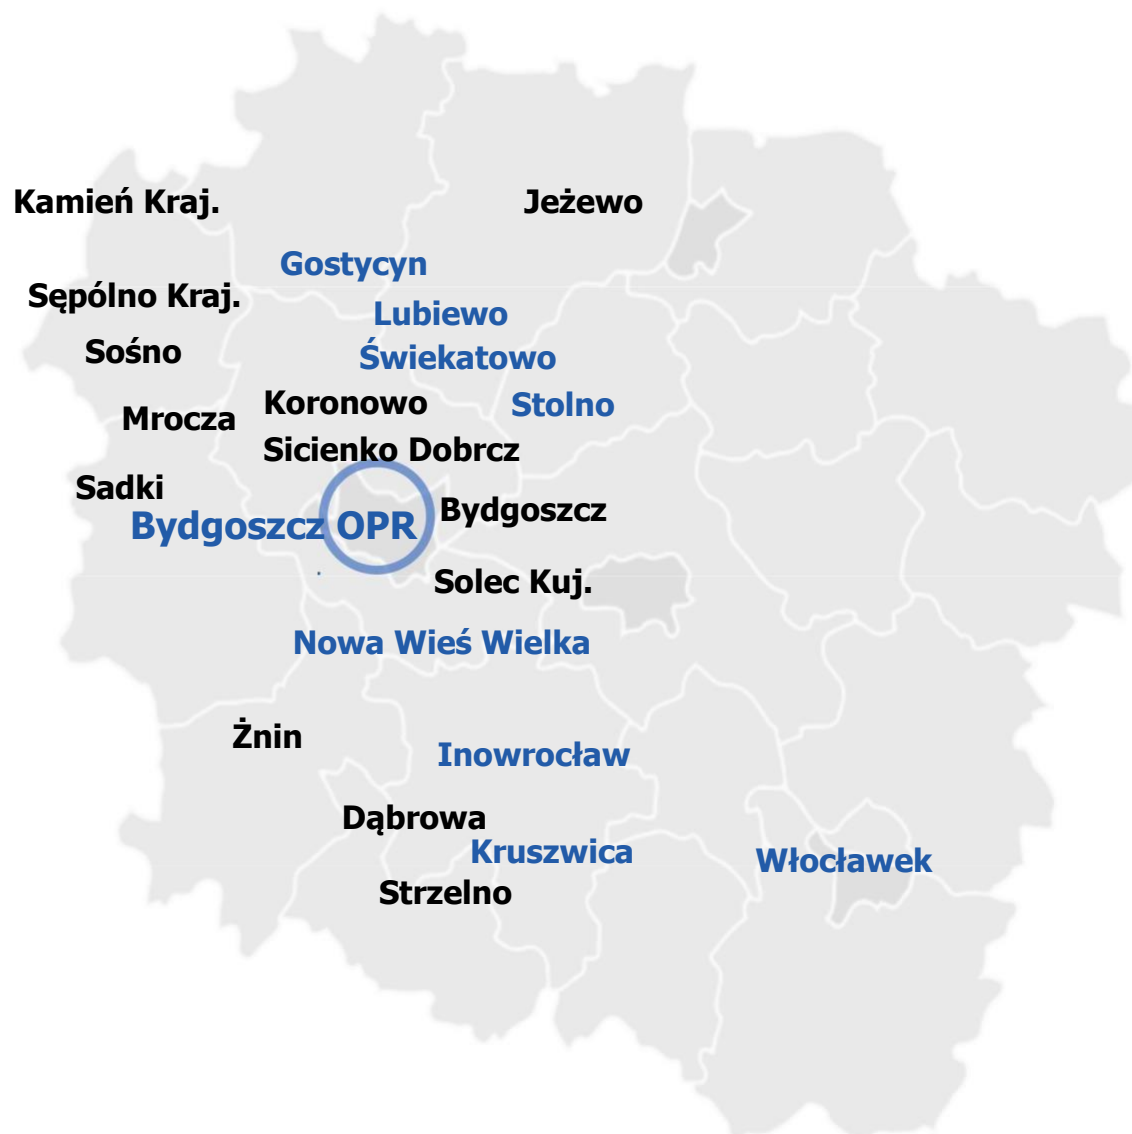 Kamień Kraj.
Jeżewo
Gostycyn
Sępólno Kraj.
Lubiewo
Sośno
Świekatowo
Koronowo
Stolno
Mrocza
Sicienko Dobrcz
Sadki
Bydgoszcz OPR
Bydgoszcz
Solec Kuj.
Nowa Wieś Wielka
Żnin
Inowrocław
Dąbrowa
Kruszwica
Włocławek
Strzelno